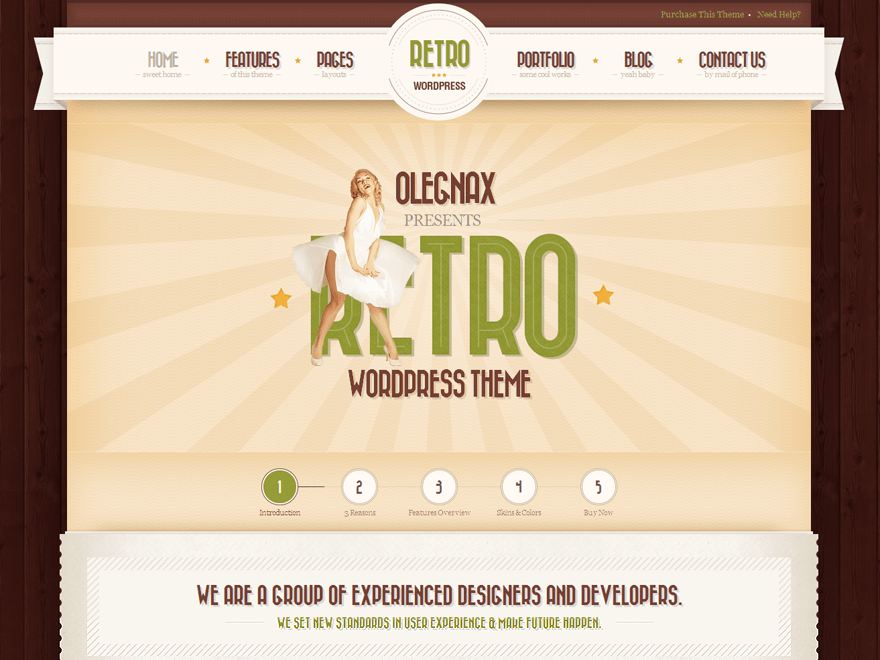 Purchase This Theme • Need Help?
HOME
sweet home
FEATURES
of this theme
PAGES
layouts
RETRO
WORDPRESS
PORTFOLIO
some cool works
BLOG
yeah baby
CONTACT US
by mail of phone
OLEGNAX
PRESENTS
RETRO
WORDPRESS THEME
1
Introduction
2
3 Reasons
3
Features Overview
4
Skins & Colors
5
Buy Now
WE ARE A GROUP OF EXPERIENCED DESIGNERS AND DEVELOPERS.
WE SET NEW STANDARDS IN USER EXPERIENCE & MAKE FUTURE HAPPEN.